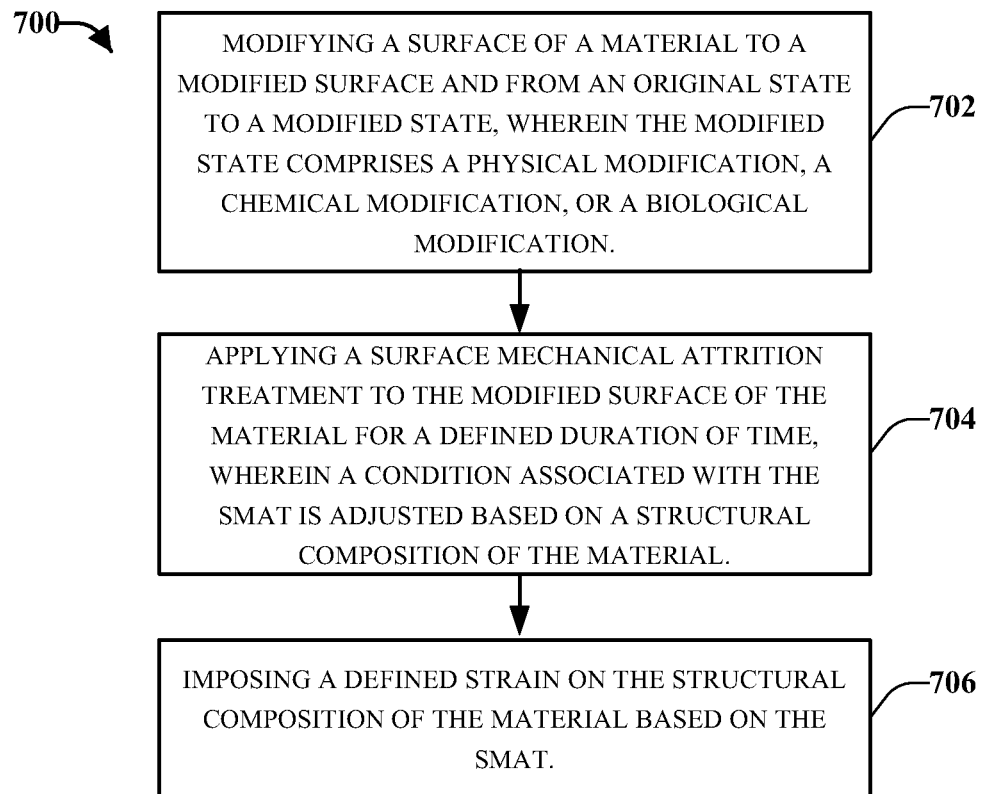 700
MODIFYING A SURFACE OF A MATERIAL TO A
MODIFIED SURFACE AND FROM AN ORIGINAL STATE
TO A MODIFIED STATE, WHEREIN THE MODIFIED
STATE COMPRISES A PHYSICAL MODIFICATION, A
CHEMICAL MODIFICATION, OR A BIOLOGICAL
MODIFICATION.
702
APPLYING A SURFACE MECHANICAL ATTRITION
TREATMENT TO THE MODIFIED SURFACE OF THE
MATERIAL FOR A DEFINED DURATION OF TIME,
WHEREIN A CONDITION ASSOCIATED WITH THE
SMAT IS ADJUSTED BASED ON A STRUCTURAL
COMPOSITION OF THE MATERIAL.
704
IMPOSING A DEFINED STRAIN ON THE STRUCTURAL
COMPOSITION OF THE MATERIAL BASED ON THE
SMAT.
706